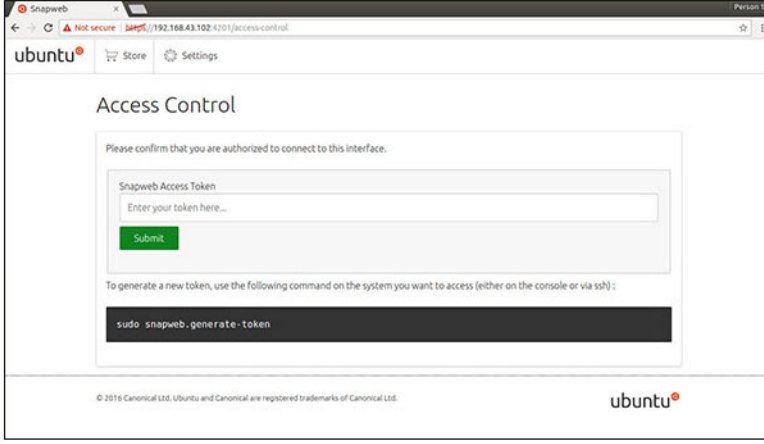 Snapweb
Person 1
Not secure https://192.168.43.102:4201/access-control
ubuntu Store Settings
Access Control
Please confirm that you are authorized to connect to this interface.
Snapweb Access Token
Enter your token here...
Submit
To generate a new token, use the following command on the system you want to access (either on the console or via ssh) :
sudo snapweb.generate-token
© 2016 Canonical Ltd. Ubuntu and Canonical are registered trademarks of Canonical Ltd.
ubuntu